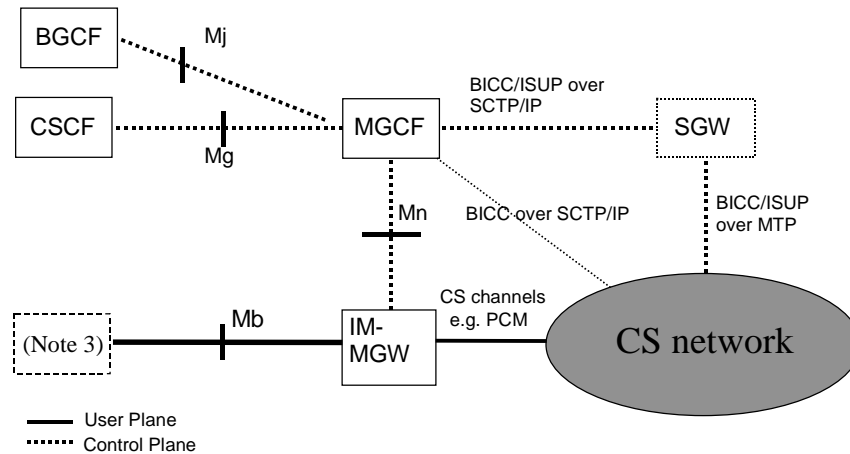 BGCF
Mj
BICC/ISUP over
SCTP/IP
CSCF
Mg
MGCF
SGW
Mn
BICC over SCTP/IP
BICC/ISUP
over MTP
(Note 3)
Mb
IM-
MGW
CS channels
e.g. PCM
CS network
User Plane
Control Plane